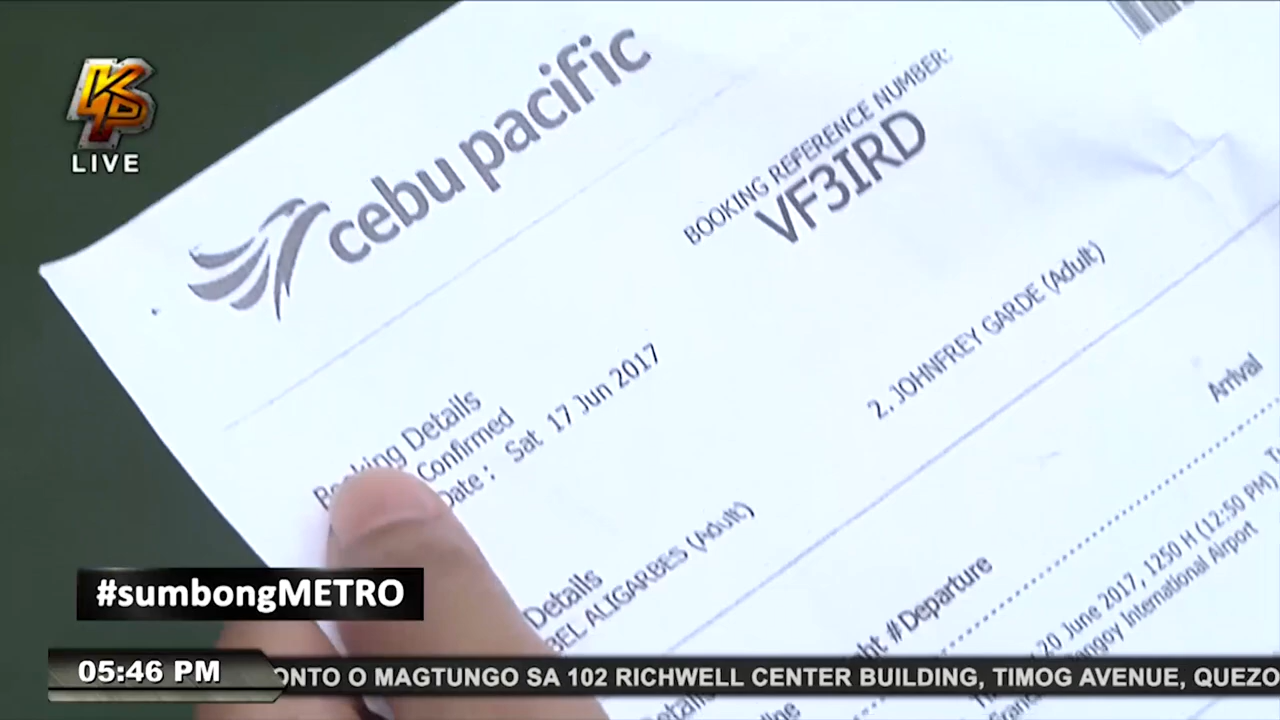 K4P
LIVE
cebu pacific
BOOKING REFERENCE NUMBER:
VF3IRD
Booking Details
Confirmed
Date: Sat 17 Jun 2017
2. JOHNFREY GARDE (Adult)
Details
BEL ALIGARBES (Adult)
Arrival
#Departure
20 June 2017, 1250 H (12:50 PM)
International Airport
#sumbongMETRO
05:46 PM
ONTO O MAGTUNGO SA 102 RICHWELL CENTER BUILDING, TIMOG AVENUE, QUEZO